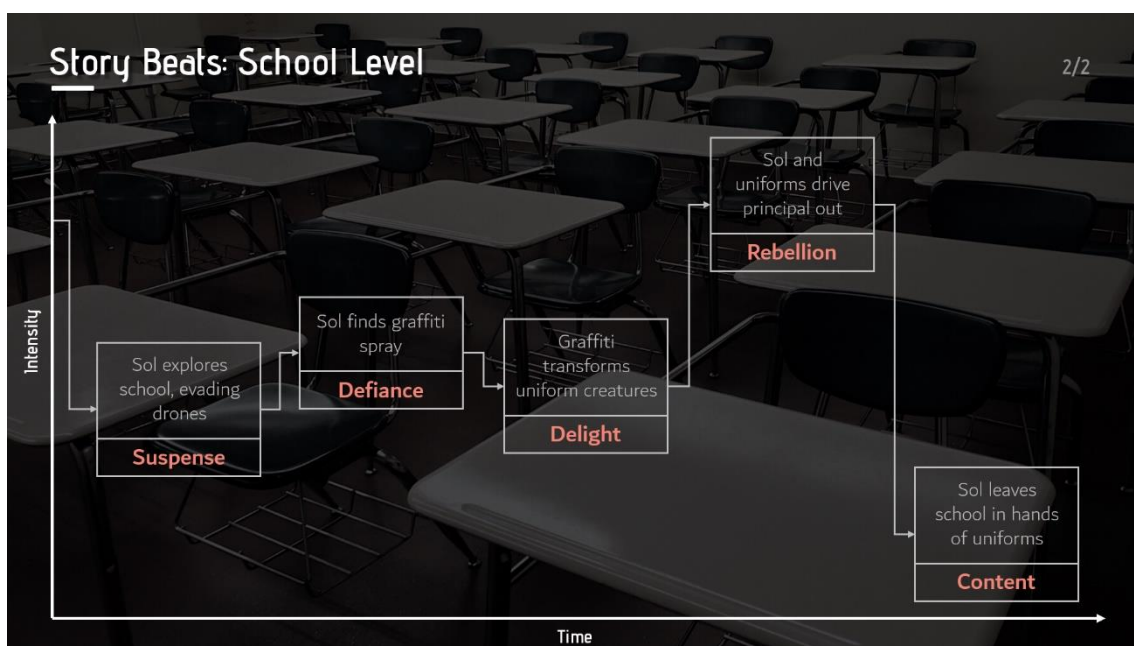 Story Beats: School Level
2/2
Intensity
Sol explores
school, evading
drones
Suspense
Sol finds graffiti
spray
Defiance
Graffiti
transforms
uniform creatures
Delight
Sol and
uniforms drive
principal out
Rebellion
Sol leaves
school in hands
of uniforms
Content
Time